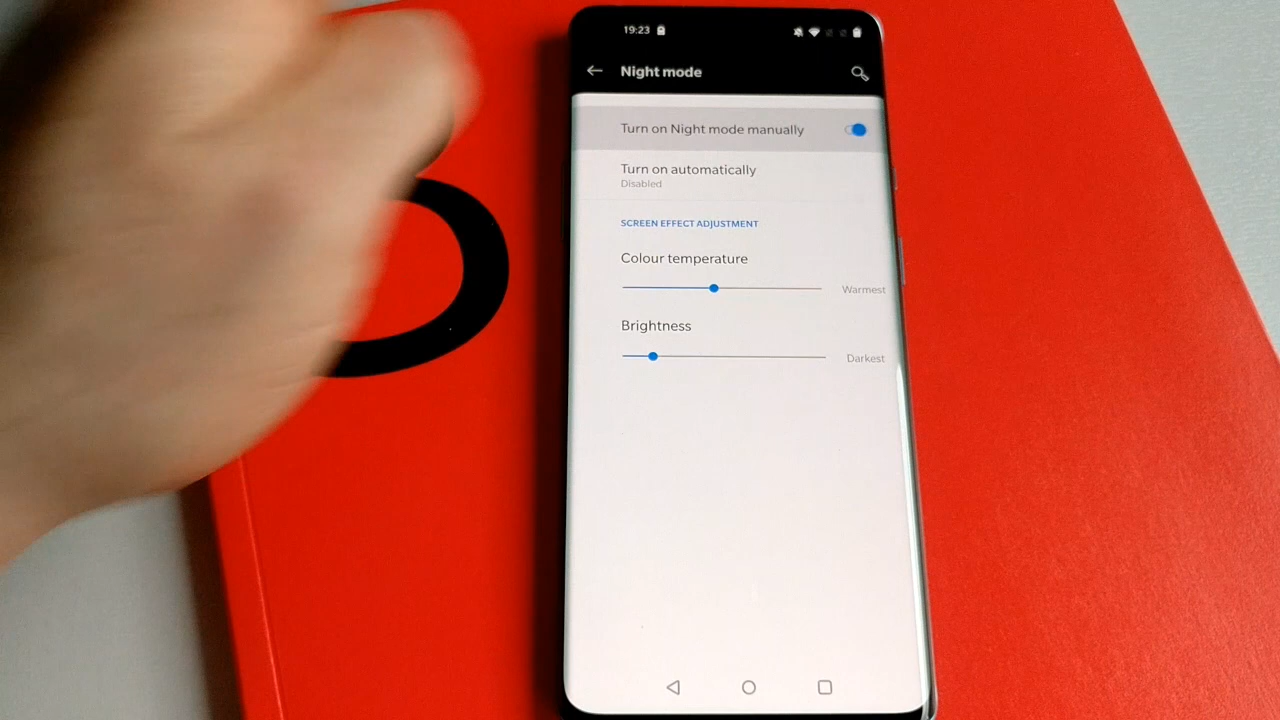 19:23
Night mode
Turn on Night mode manually
Turn on automatically
Disabled
SCREEN EFFECT ADJUSTMENT
Colour temperature
Warmest
Brightness
Darkest